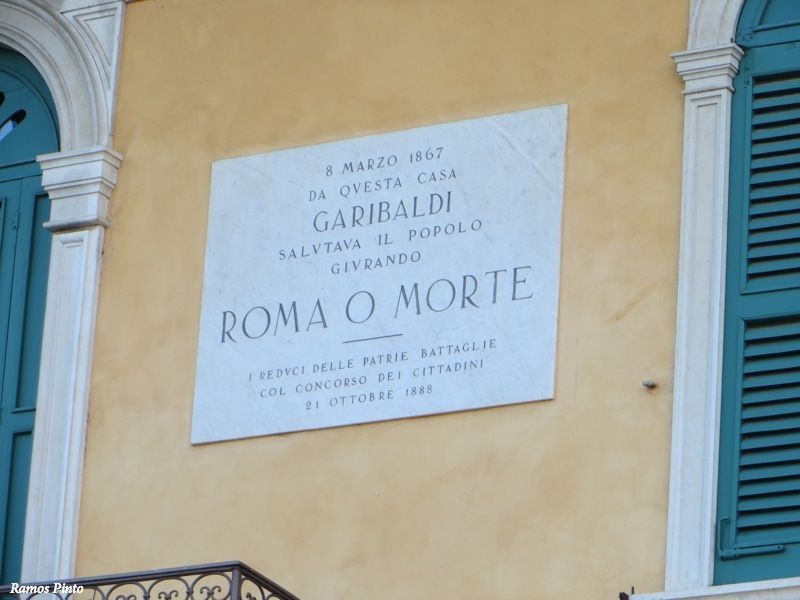 8 MARZO 1867
DA QVESTA CASA
GARIBALDI
SALVTAVA IL POPOLO
GIVRANDO
ROMA O MORTE
I REDVCI DELLE PATRIE BATTAGLIE
COL CONCORSO DEI CITTADINI
21 OTTOBRE 1888
Ramos Pinto